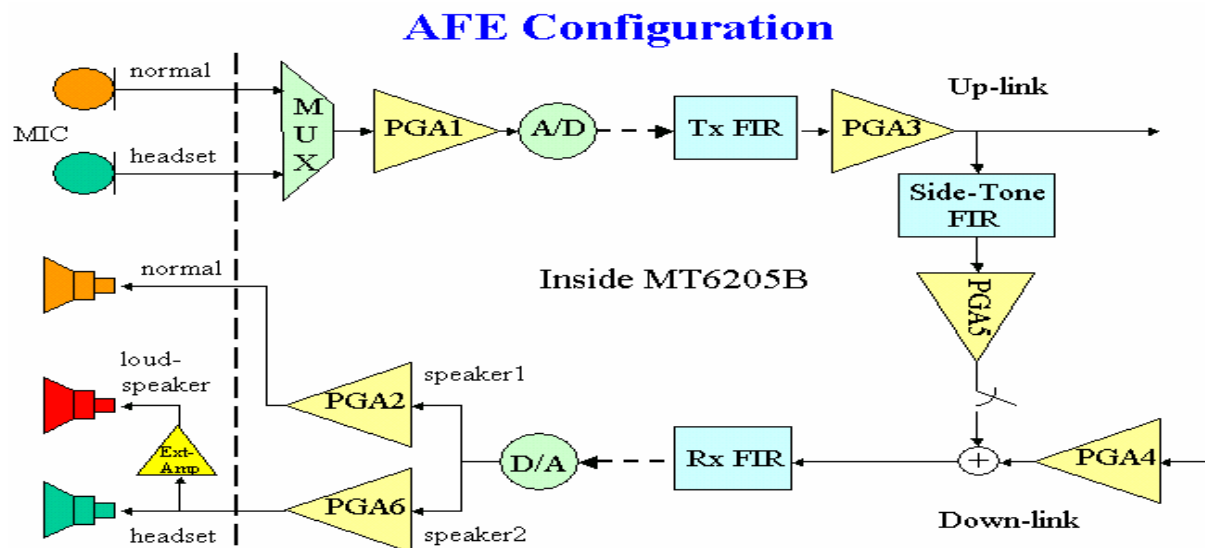 AFE Configuration
normal
MIC
headset
MUX
PGA1
A/D
Tx FIR
PGA3
Up-link
Side-Tone
FIR
PGA5
normal
Inside MT6205B
loud-
speaker
Ext-
Amp
headset
PGA2
speaker1
PGA6
speaker2
D/A
Rx FIR
+
PGA4
Down-link